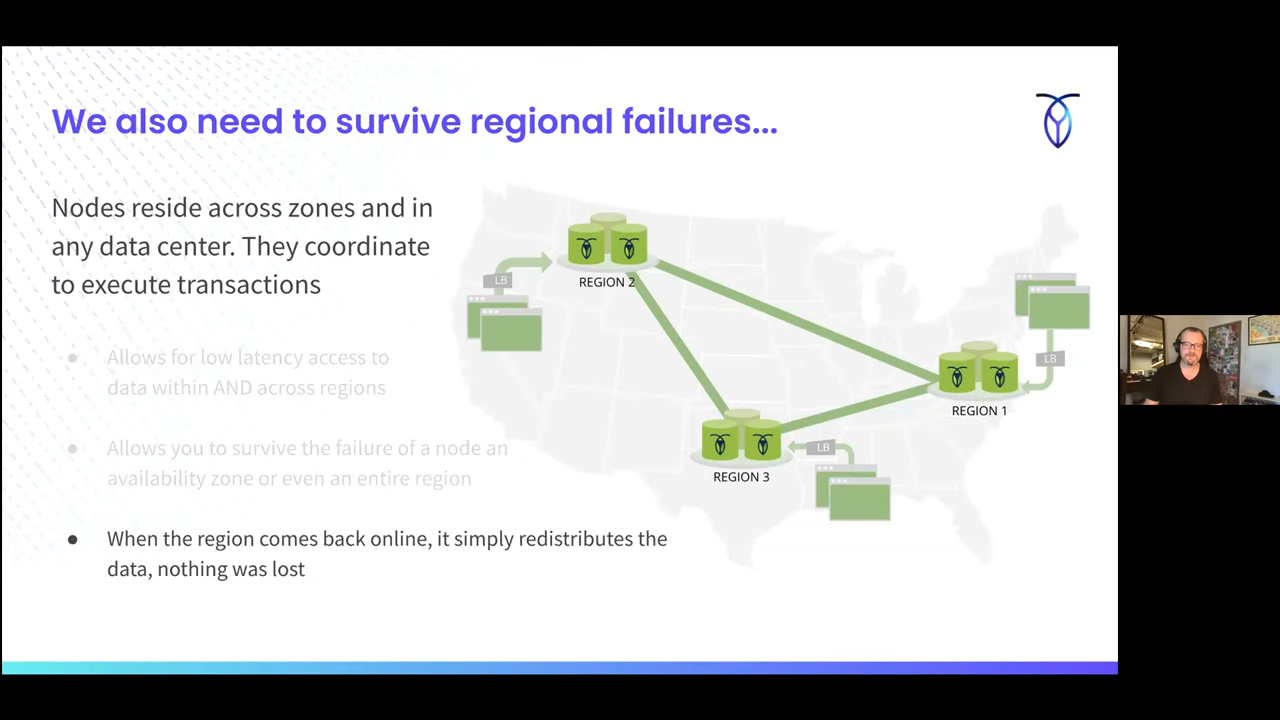 We also need to survive regional failures...
Nodes reside across zones and in
any data center. They coordinate
to execute transactions
● Allows for low latency access to
data within AND across regions
● Allows you to survive the failure of a node an
availability zone or even an entire region
● When the region comes back online, it simply redistributes the
data, nothing was lost
LB
REGION 2
LB
REGION 1
LB
REGION 3